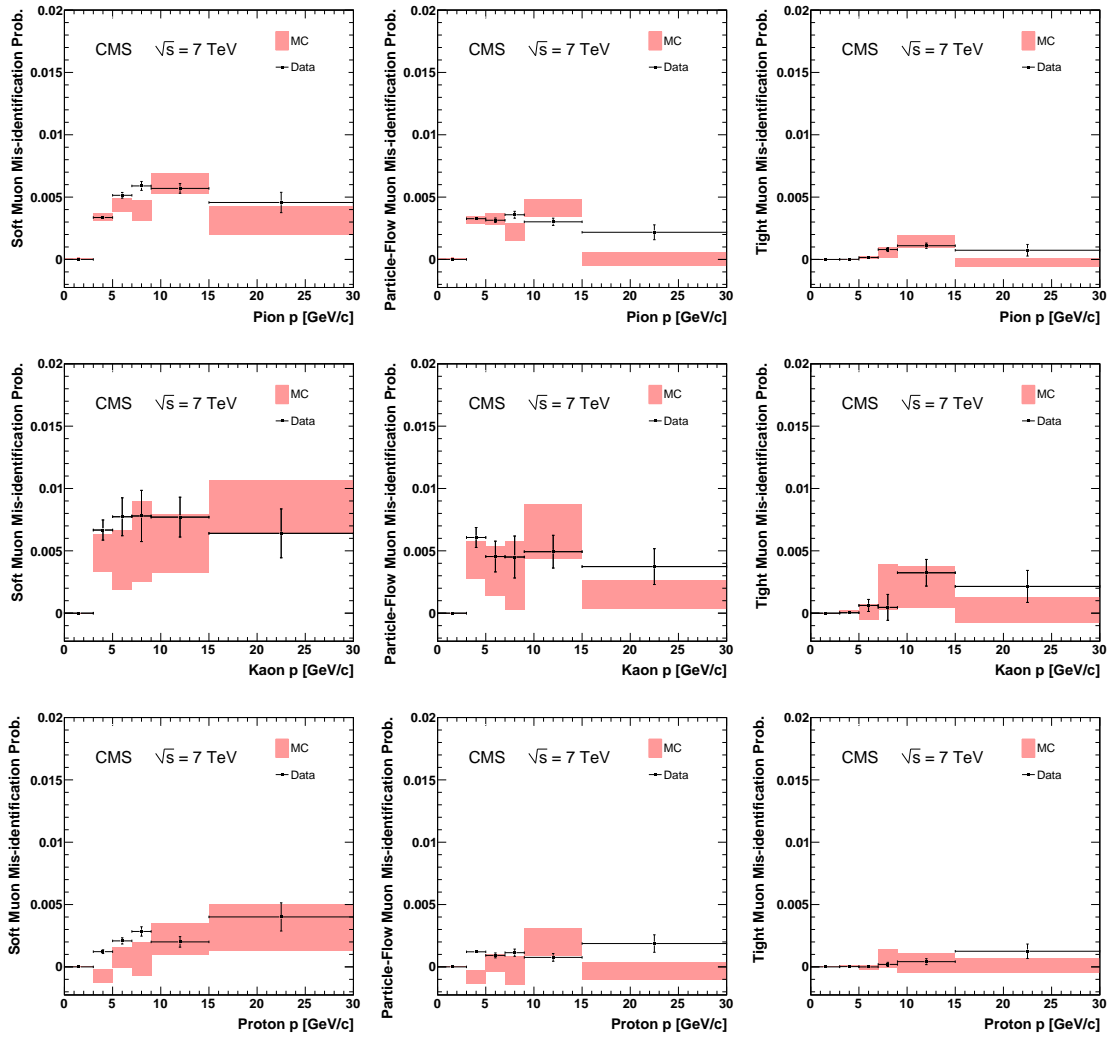 Soft Muon Mis-identification Prob.
0.02
0.015
0.01
0.005
0
CMS √s = 7 TeV
MC
Data
0 5 10 15 20 25 30
Pion p [GeV/c]
Particle-Flow Muon Mis-identification Prob.
0.02
0.015
0.01
0.005
0
CMS √s = 7 TeV
MC
Data
0 5 10 15 20 25 30
Pion p [GeV/c]
Tight Muon Mis-identification Prob.
0.02
0.015
0.01
0.005
0
CMS √s = 7 TeV
MC
Data
0 5 10 15 20 25 30
Pion p [GeV/c]
Soft Muon Mis-identification Prob.
0.02
0.015
0.01
0.005
0
CMS √s = 7 TeV
MC
Data
0 5 10 15 20 25 30
Kaon p [GeV/c]
Particle-Flow Muon Mis-identification Prob.
0.02
0.015
0.01
0.005
0
CMS √s = 7 TeV
MC
Data
0 5 10 15 20 25 30
Kaon p [GeV/c]
Tight Muon Mis-identification Prob.
0.02
0.015
0.01
0.005
0
CMS √s = 7 TeV
MC
Data
0 5 10 15 20 25 30
Kaon p [GeV/c]
Soft Muon Mis-identification Prob.
0.02
0.015
0.01
0.005
0
CMS √s = 7 TeV
MC
Data
0 5 10 15 20 25 30
Proton p [GeV/c]
Particle-Flow Muon Mis-identification Prob.
0.02
0.015
0.01
0.005
0
CMS √s = 7 TeV
MC
Data
0 5 10 15 20 25 30
Proton p [GeV/c]
Tight Muon Mis-identification Prob.
0.02
0.015
0.01
0.005
0
CMS √s = 7 TeV
MC
Data
0 5 10 15 20 25 30
Proton p [GeV/c]